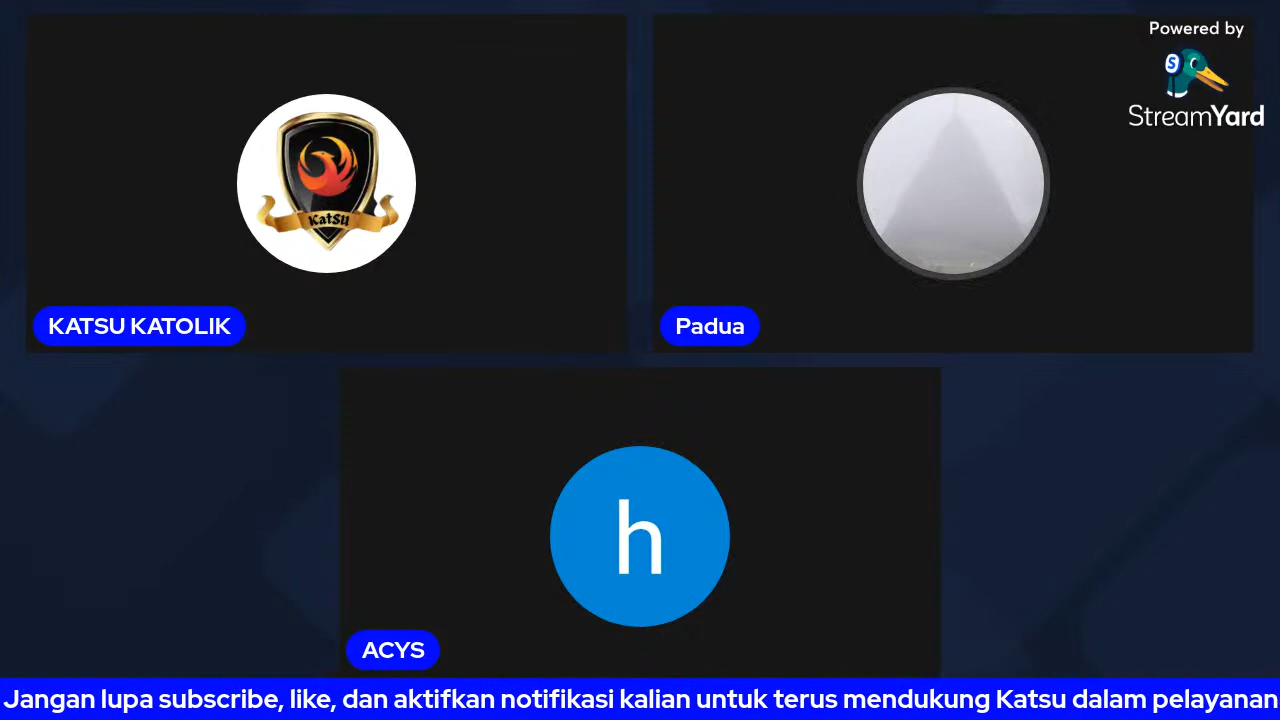 Powered by
S
StreamYard
KatSU
KATSU KATOLIK
Padua
h
ACYS
Jangan lupa subscribe, like, dan aktifkan notifikasi kalian untuk terus mendukung Katsu dalam pelayanan